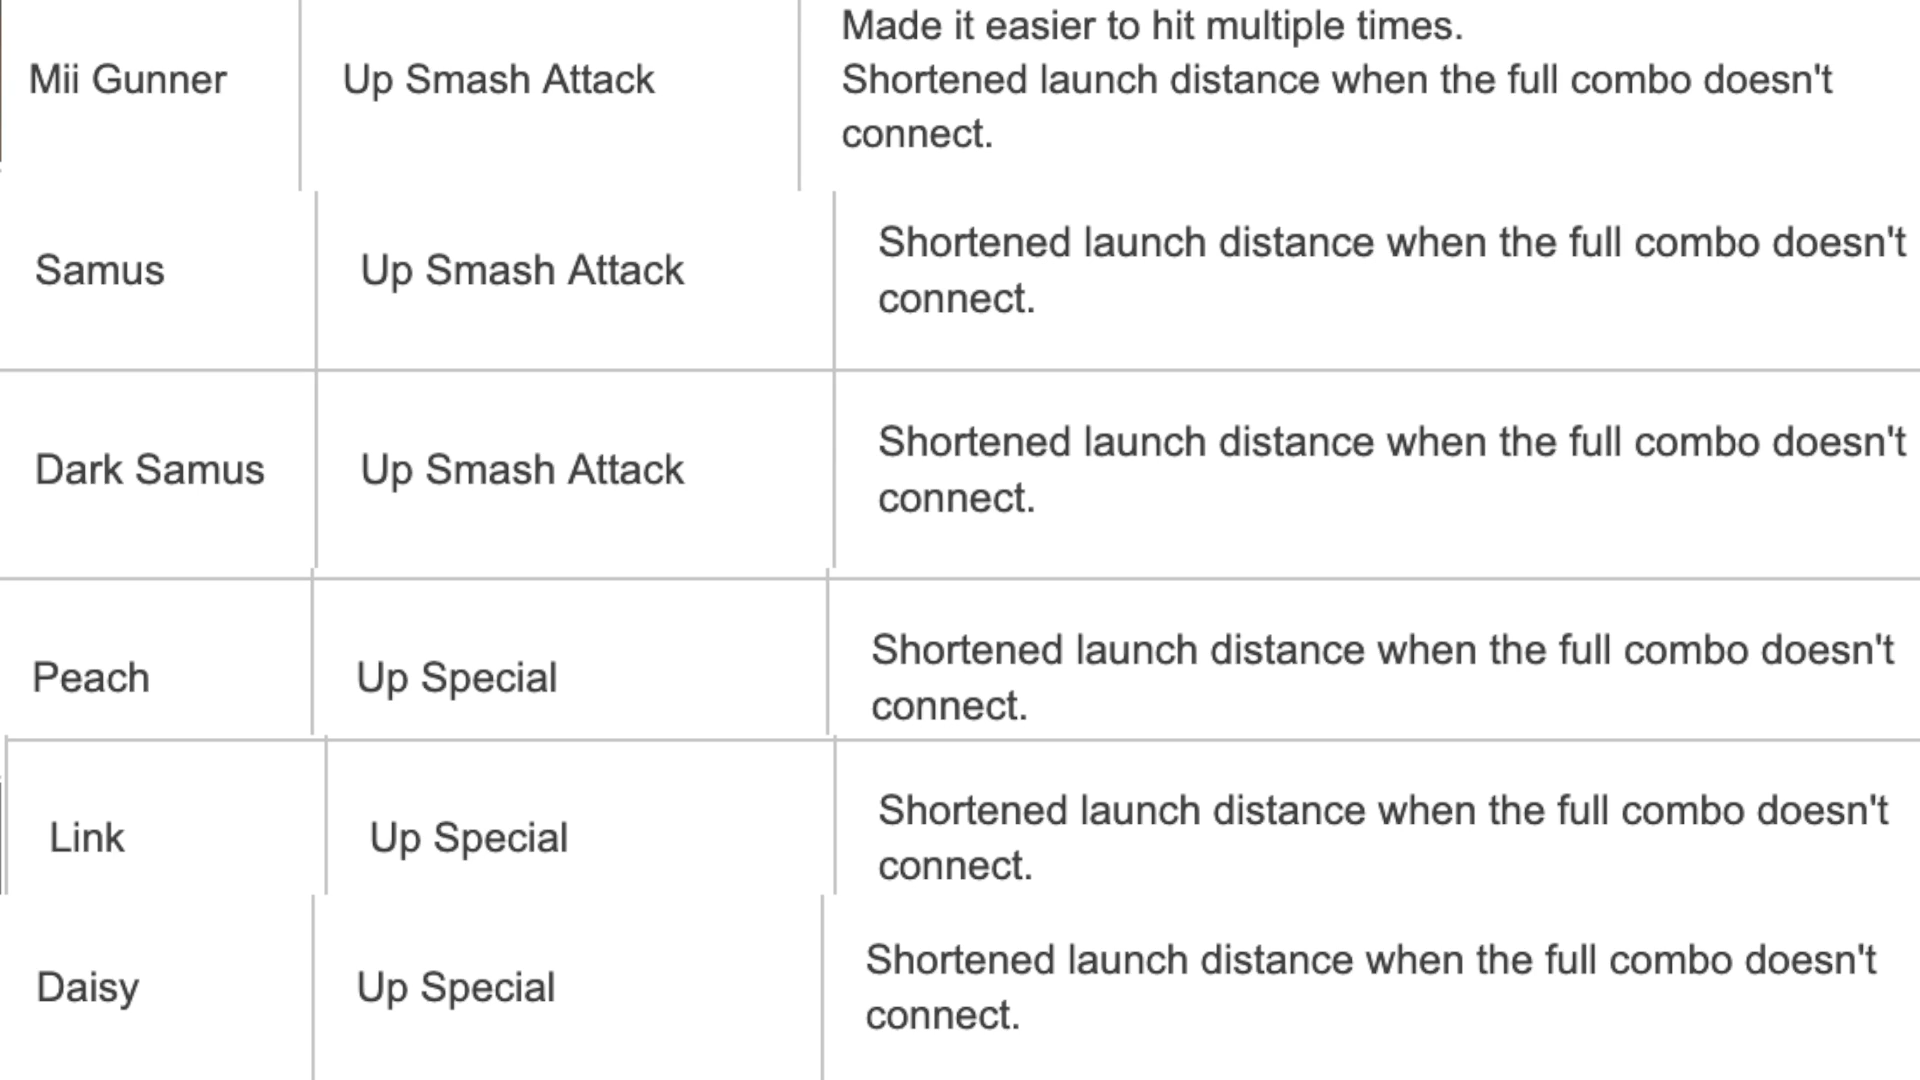 Mii Gunner
Up Smash Attack
Made it easier to hit multiple times.
Shortened launch distance when the full combo doesn't
connect.
Samus
Up Smash Attack
Shortened launch distance when the full combo doesn't
connect.
Dark Samus
Up Smash Attack
Shortened launch distance when the full combo doesn't
connect.
Peach
Up Special
Shortened launch distance when the full combo doesn't
connect.
Link
Up Special
Shortened launch distance when the full combo doesn't
connect.
Daisy
Up Special
Shortened launch distance when the full combo doesn't
connect.